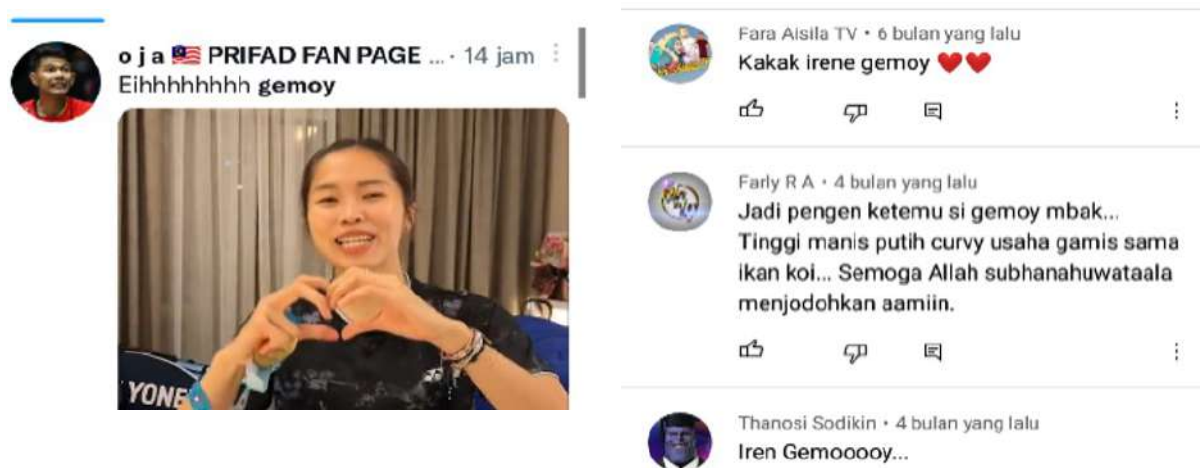 o j a 🇲🇾 PRIFAD FAN PAGE ... · 14 jam
Eihhhhhhhhh gemoy
YONE
Fara Aisila TV • 6 bulan yang lalu
Kakak irene gemoy ❤️❤️
Farly R A • 4 bulan yang lalu
Jadi pengen ketemu si gemoy mbak...
Tinggi manis putih curvy usaha gamis sama
ikan koi... Semoga Allah subhanahuwataala
menjodohkan aamiin.
Thanosi Sodikin • 4 bulan yang lalu
Iren Gemooooy...